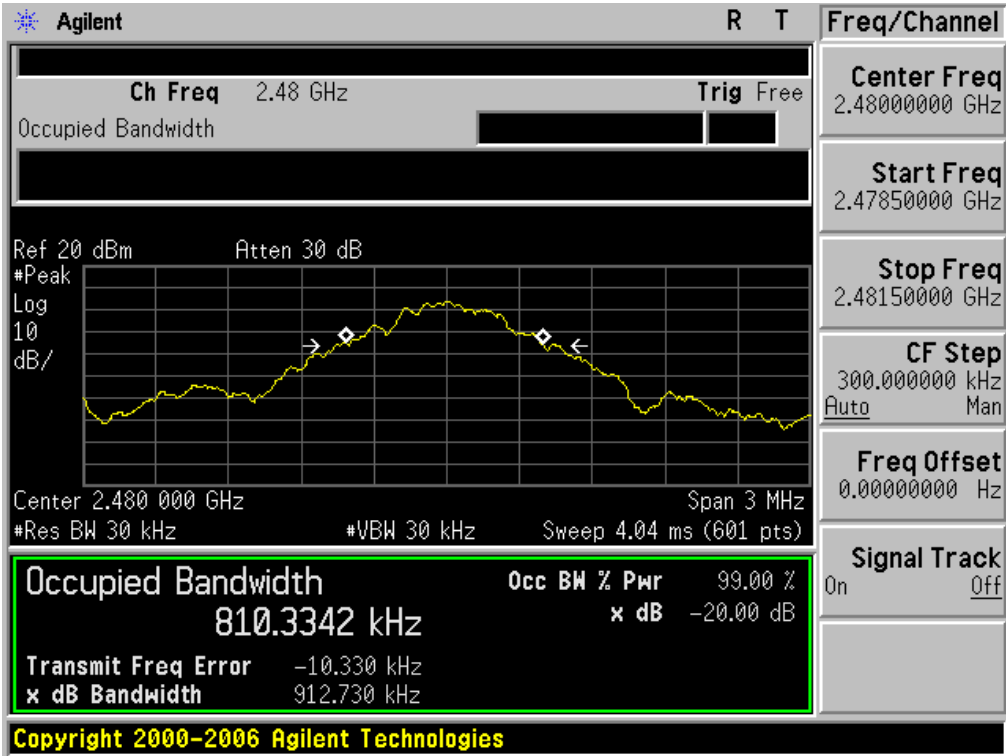 Agilent R T
Ch Freq 2.48 GHz Trig Free
Occupied Bandwidth
Ref 20 dBm Atten 30 dB
#Peak
Log
10
dB/
Center 2.480 000 GHz Span 3 MHz
#Res BW 30 kHz #VBW 30 kHz Sweep 4.04 ms (601 pts)
Occupied Bandwidth
810.3342 kHz
Occ BW % Pwr 99.00 %
x dB -20.00 dB
Transmit Freq Error -10.330 kHz
x dB Bandwidth 912.730 kHz
Copyright 2000-2006 Agilent Technologies
Freq/Channel
Center Freq
2.48000000 GHz
Start Freq
2.47850000 GHz
Stop Freq
2.48150000 GHz
CF Step
300.000000 kHz
Auto Man
Freq Offset
0.00000000 Hz
Signal Track
On Off